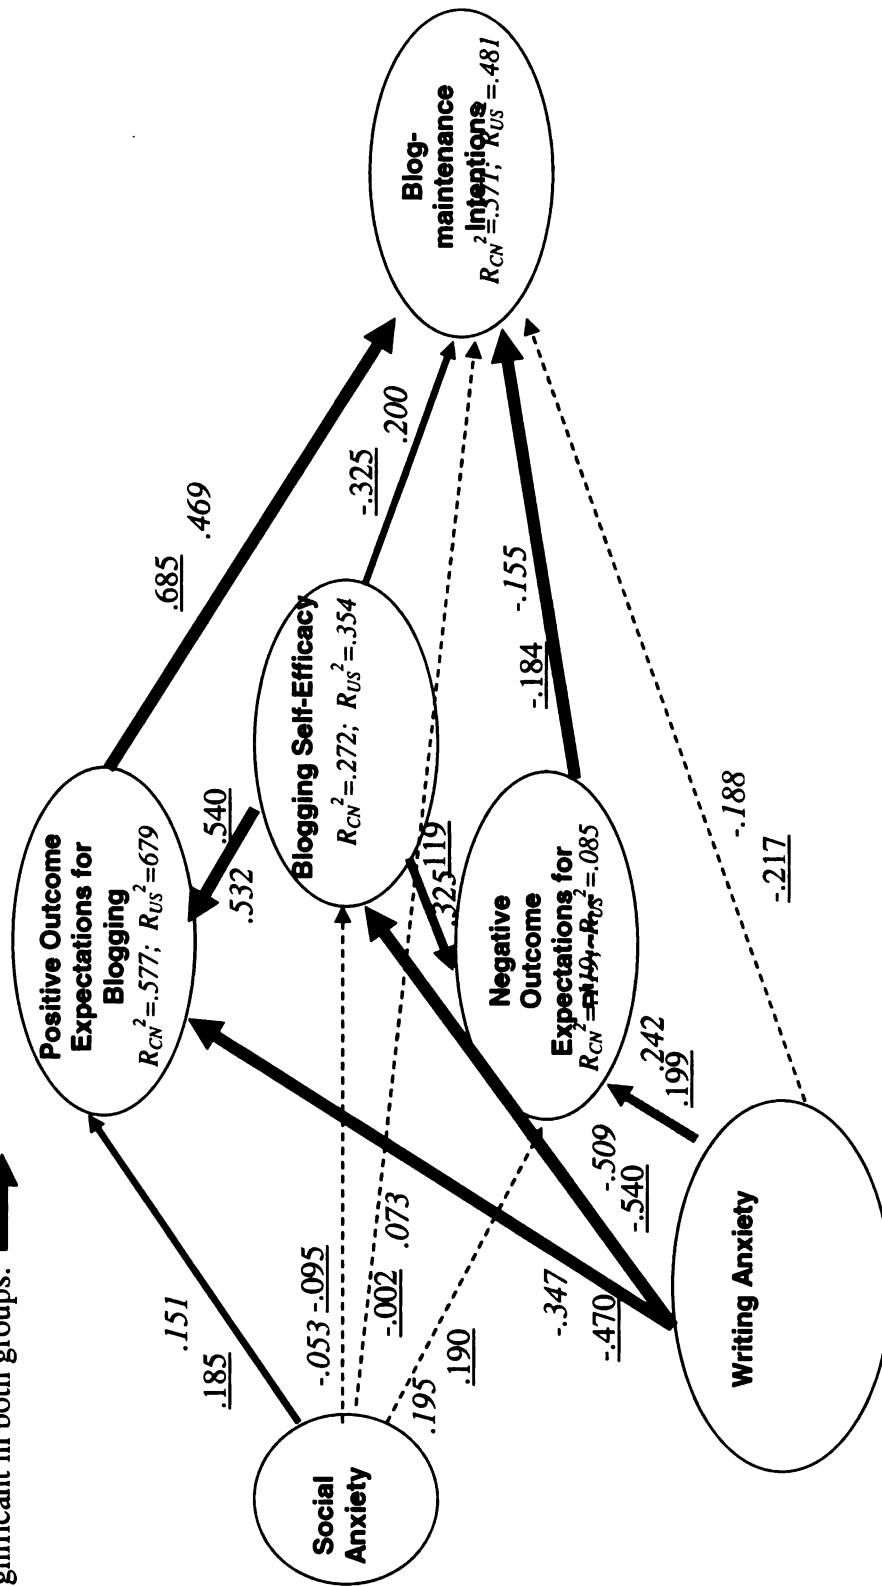 gnificant in both groups.
Positive Outcome
Expectations for
Blogging
R_CN²=.577; R_US²=679
.685
.469
.151
.185
.540
.532
Blogging Self-Efficacy
R_CN²=.272; R_US²=.354
-.325
.200
Blog-
maintenance
Intentions
R_CN²=.571; R_US²=.481
-.053
-.095
-.002
.073
.195
.190
.119
.325
Social
Anxiety
Negative
Outcome
Expectations for
R_US²=.085
-.155
-.184
-.347
-.470
-.509
-.540
.242
.199
-.188
-.217
Writing Anxiety